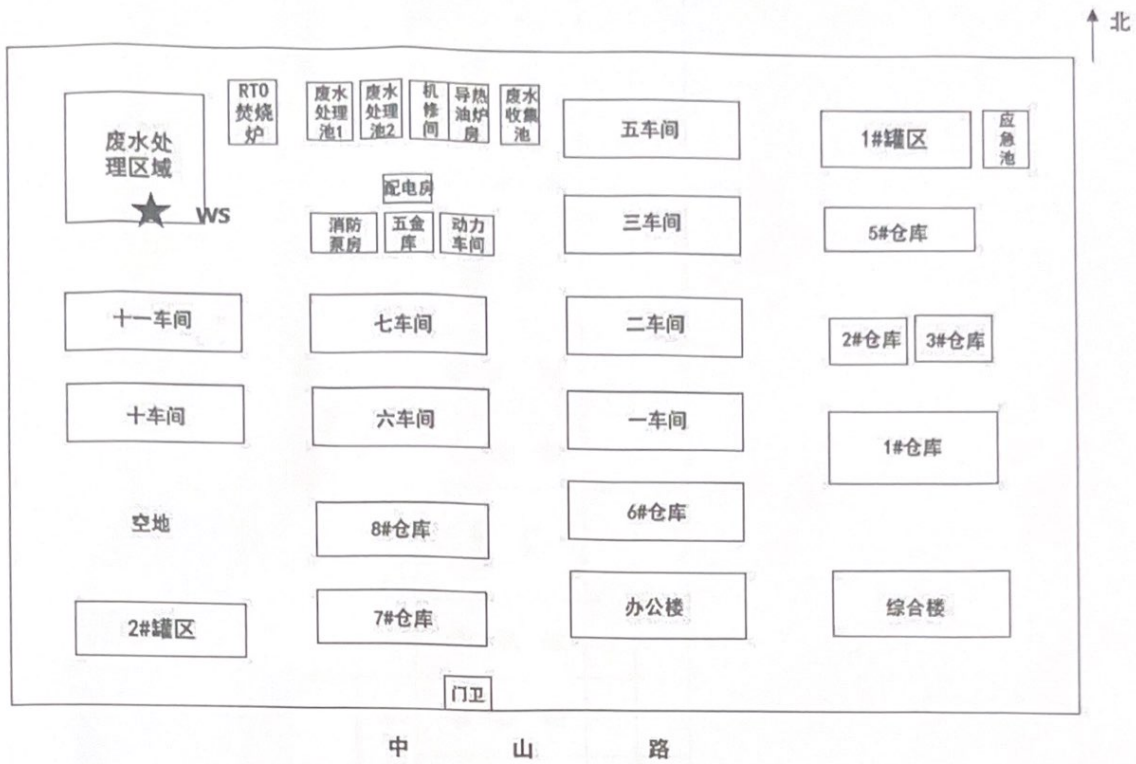 北
RTO
焚烧
炉
废水
处理
池1
废水
处理
池2
机
修
间
导热
油炉
房
废水
收集
池
五车间
1#罐区
应
急
池
废水处
理区域
WS
配电房
消防
泵房
五金
库
动力
车间
三车间
5#仓库
十一车间
七车间
二车间
2#仓库
3#仓库
十车间
六车间
一车间
1#仓库
空地
8#仓库
6#仓库
2#罐区
7#仓库
办公楼
综合楼
门卫
中山路